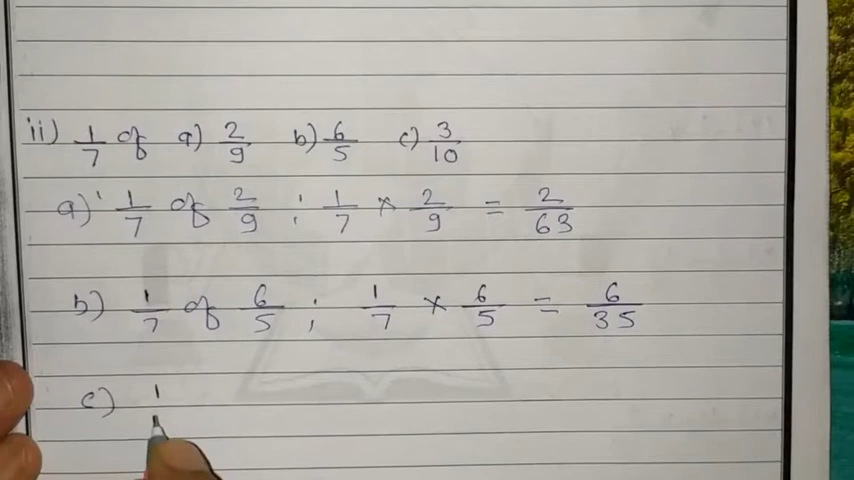 ii) 1/7 of a) 2/9 b) 6/5 c) 3/10
a) 1/7 of 2/9 ; 1/7 × 2/9 = 2/63
b) 1/7 of 6/5 ; 1/7 × 6/5 = 6/35
c) 1